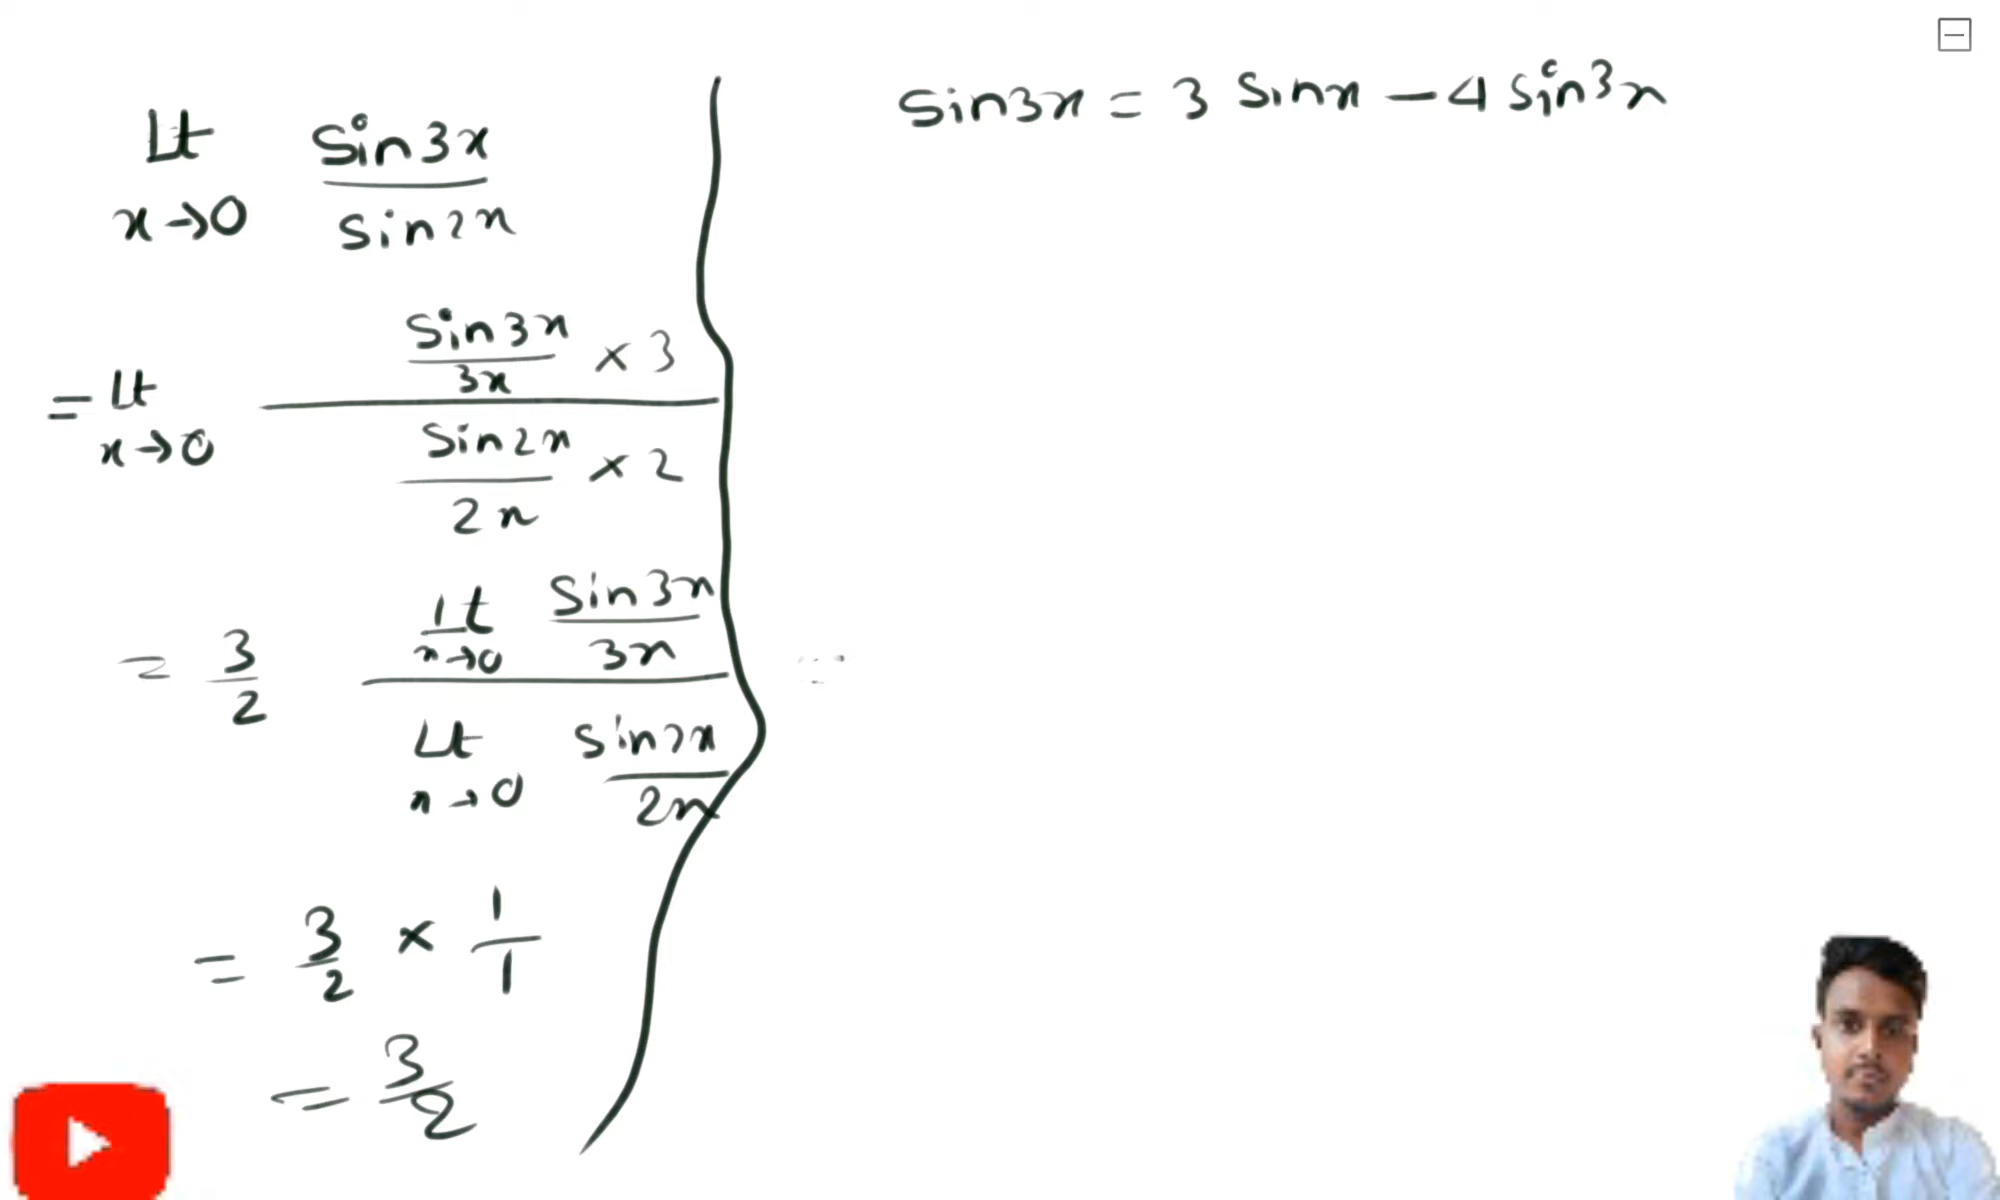 Lt sin3x
x→0 sin2x
= Lt sin3x/3x × 3
x→0 sin2x/2x × 2
= 3/2 Lt x→0 sin3x/3x
Lt x→0 sin2x/2x
= 3/2 × 1/1
= 3/2
sin3x = 3 sinx - 4 sin³x